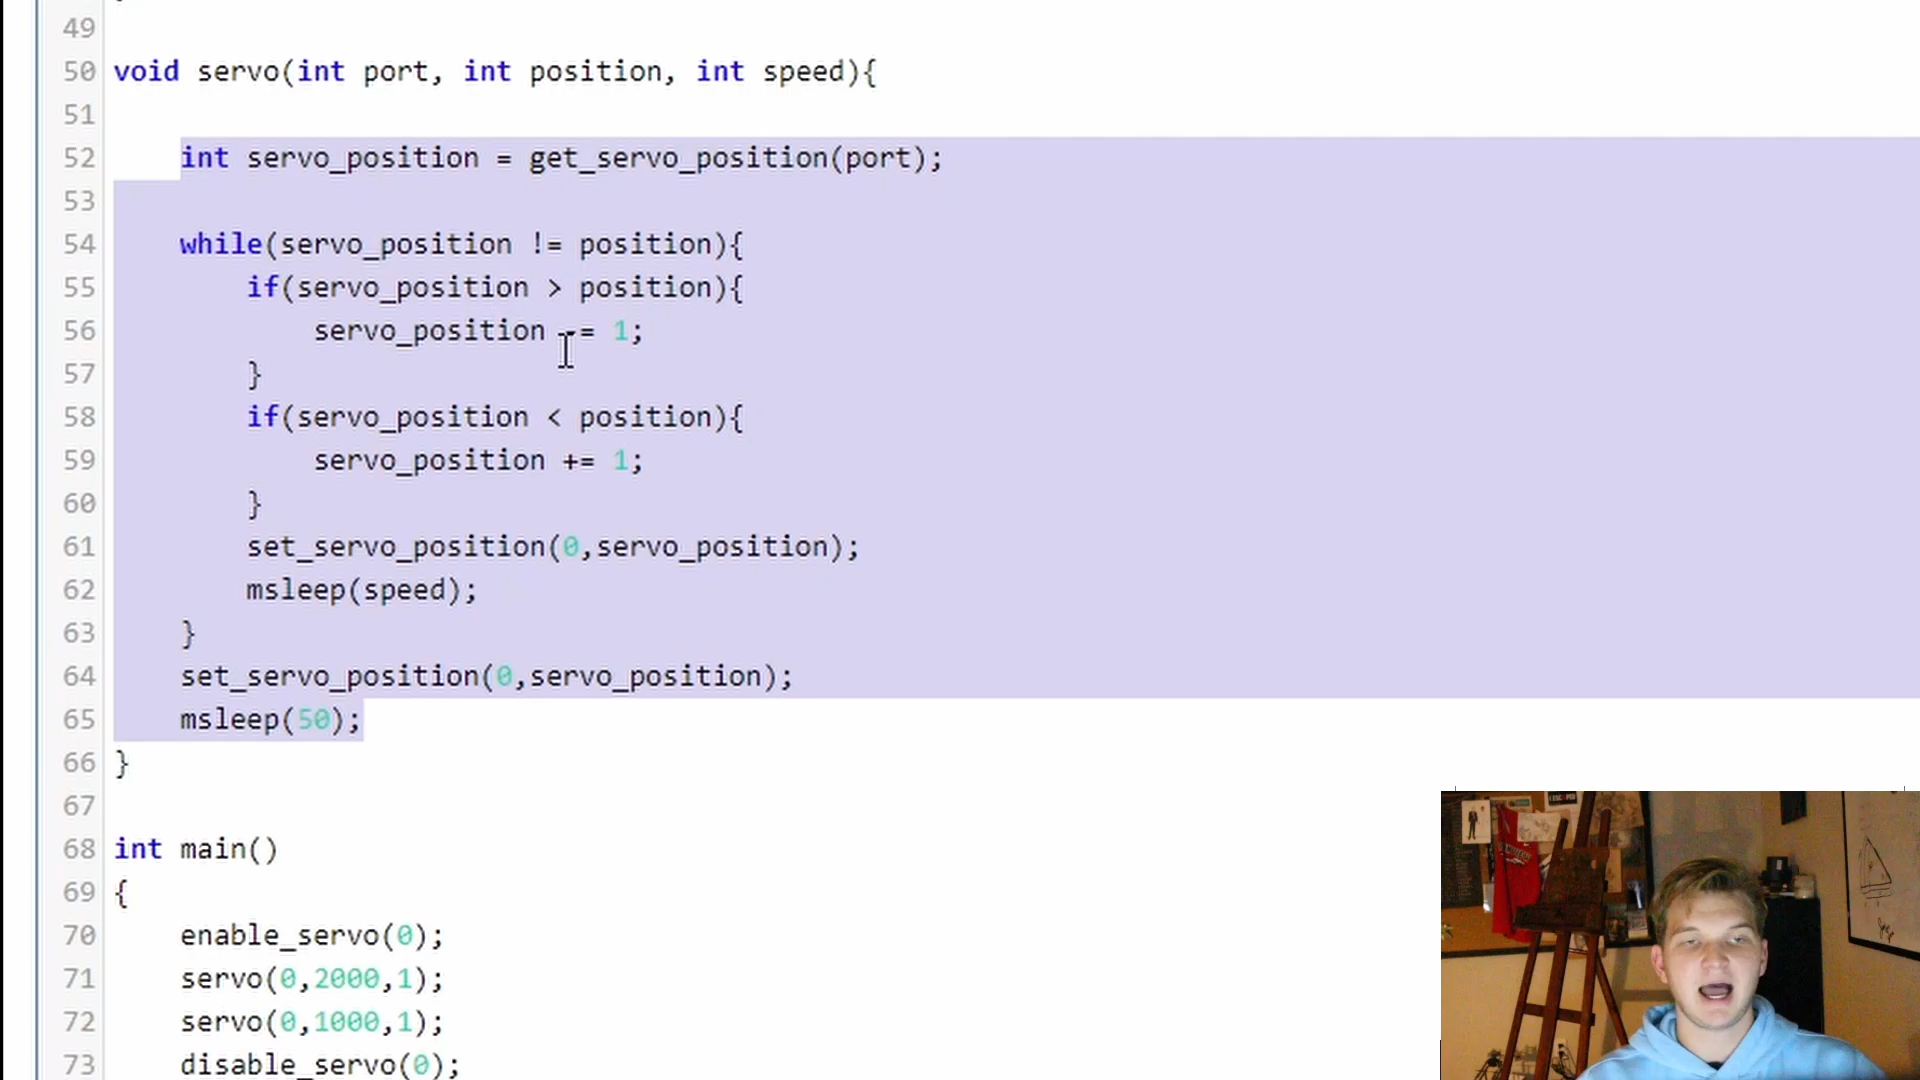 49
50 void servo(int port, int position, int speed){
51
52 int servo_position = get_servo_position(port);
53
54 while(servo_position != position){
55 if(servo_position > position){
56 servo_position -= 1;
57 }
58 if(servo_position < position){
59 servo_position += 1;
60 }
61 set_servo_position(0,servo_position);
62 msleep(speed);
63 }
64 set_servo_position(0,servo_position);
65 msleep(50);
66 }
67
68 int main()
69 {
70 enable_servo(0);
71 servo(0,2000,1);
72 servo(0,1000,1);
73 disable_servo(0);